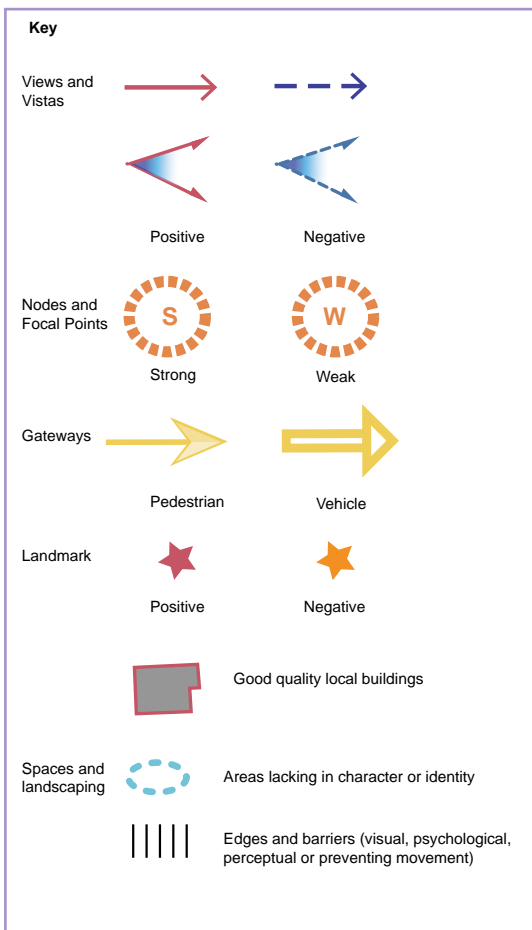 Key
Views and
Vistas
Positive
Negative
Nodes and
Focal Points
S
W
Strong
Weak
Gateways
Pedestrian
Vehicle
Landmark
Positive
Negative
Good quality local buildings
Spaces and
landscaping
Areas lacking in character or identity
Edges and barriers (visual, psychological,
perceptual or preventing movement)